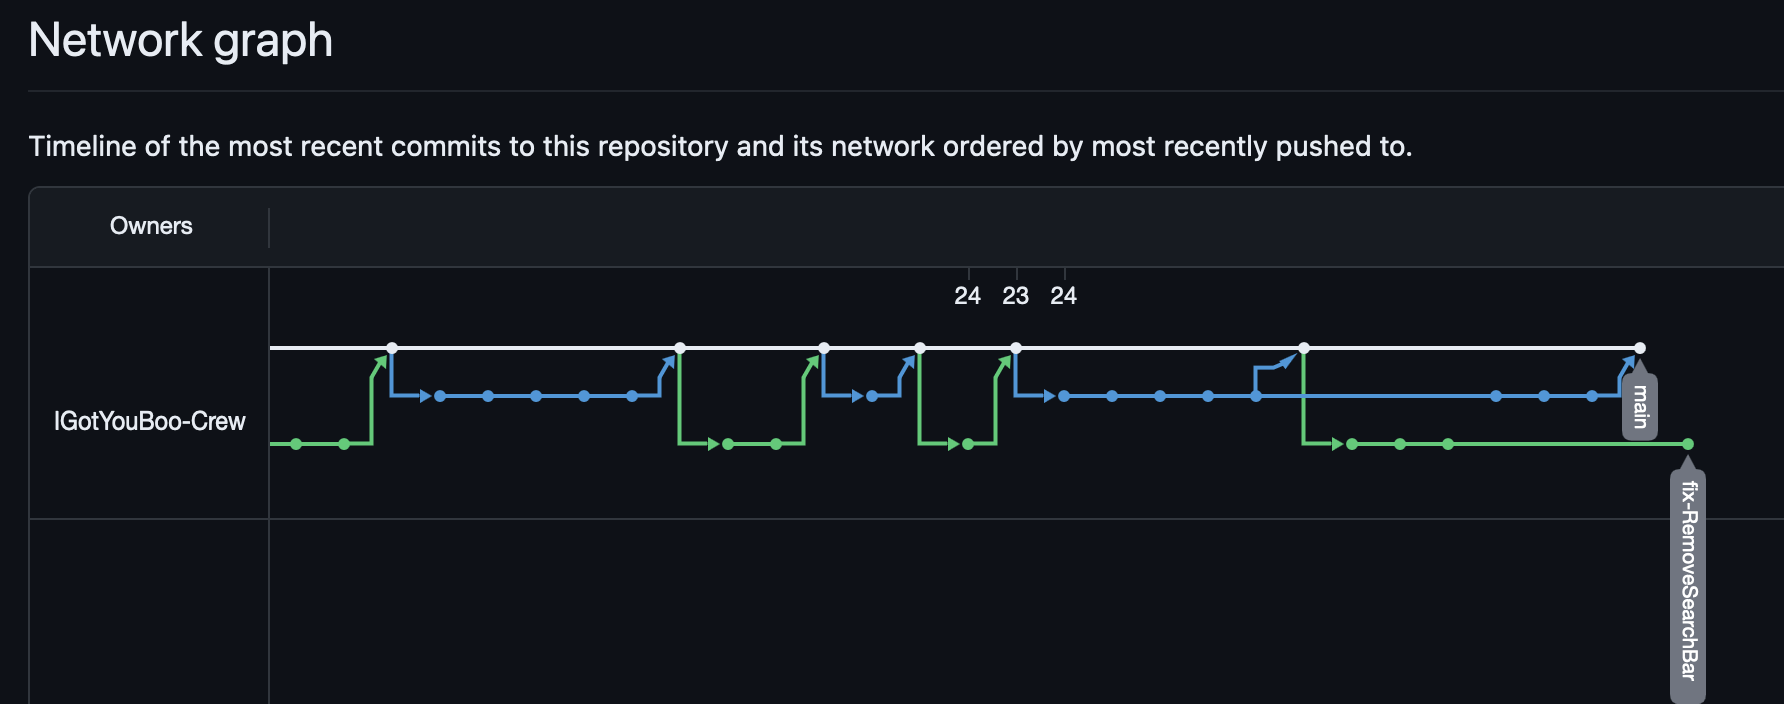 Network graph
Timeline of the most recent commits to this repository and its network ordered by most recently pushed to.
Owners
24 23 24
IGotYouBoo-Crew
main
fix-RemoveSearchBar